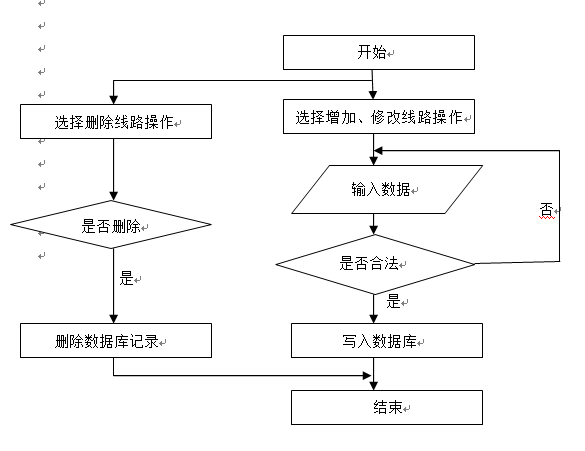 开始
选择删除线路操作
选择增加、修改线路操作
输入数据
否
是否删除
是否合法
是
是
删除数据库记录
写入数据库
结束